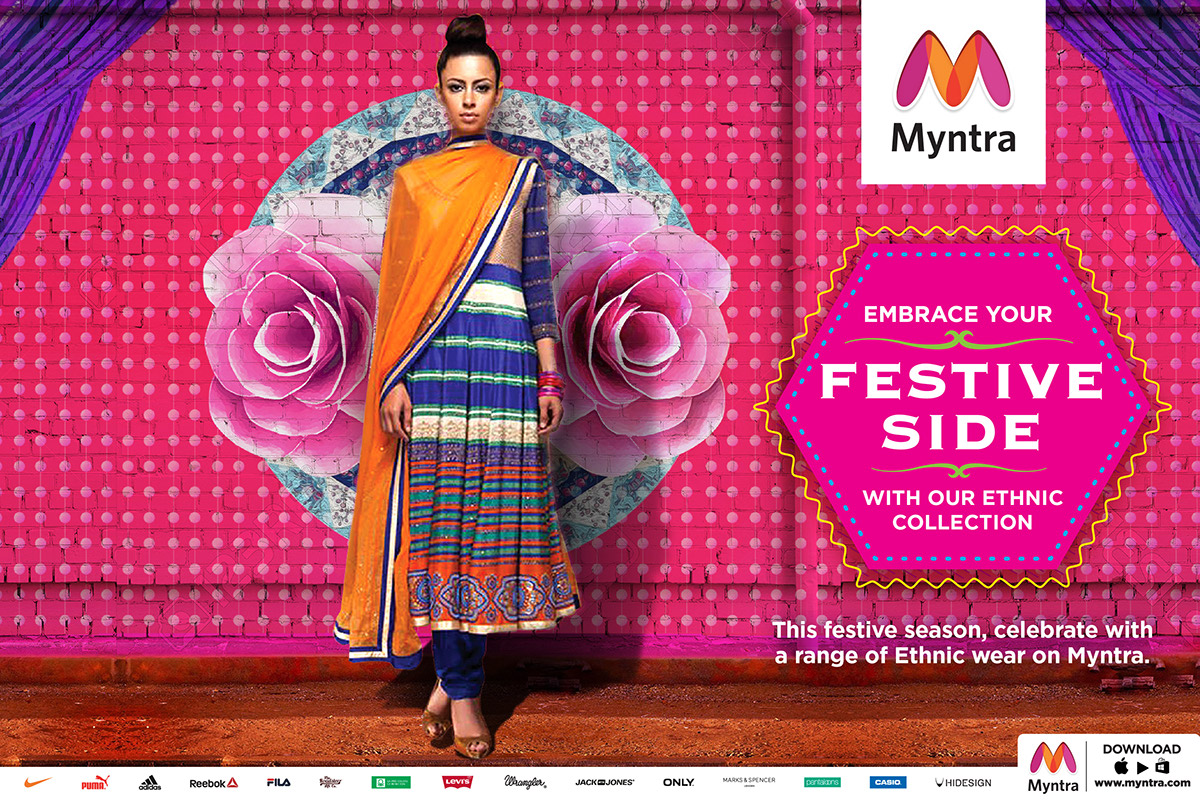 Myntra
EMBRACE YOUR
FESTIVE
SIDE
WITH OUR ETHNIC
COLLECTION
This festive season, celebrate with
a range of Ethnic wear on Myntra.
PUMA adidas Reebok FILA LEVI'S Wrangler JACK & JONES ONLY MARKS & SPENCER pantaloons CASIO HIDESIGN
Myntra
DOWNLOAD
www.myntra.com